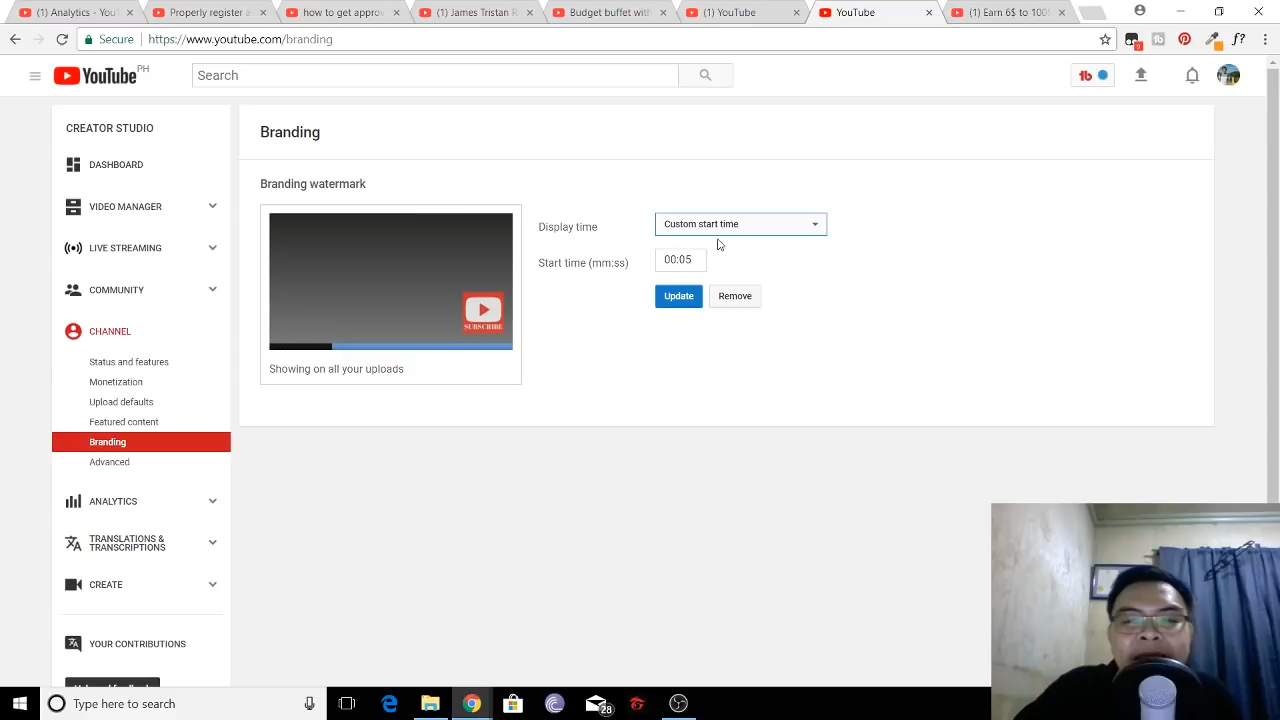 (1) Analytics - YouT
Properly register a
how to get approv
(1) James Tristan R
Budget buffet with
(1) YouTube
YouTube
(1) Earn 6$ to 100$
Secure
https://www.youtube.com/branding
9
YouTube PH
Search
CREATOR STUDIO
DASHBOARD
VIDEO MANAGER
LIVE STREAMING
COMMUNITY
CHANNEL
Status and features
Monetization
Upload defaults
Featured content
Branding
Advanced
ANALYTICS
TRANSLATIONS &
TRANSCRIPTIONS
CREATE
YOUR CONTRIBUTIONS
Branding
Branding watermark
SUBSCRIBE
Showing on all your uploads
Display time
Custom start time
Start time (mm:ss)
00:05
Update
Remove
Type here to search
28